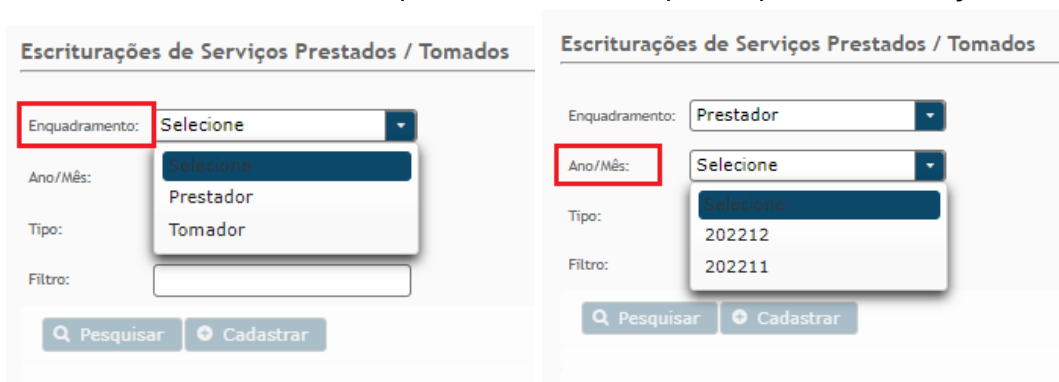 Escriturações de Serviços Prestados / Tomados
Enquadramento: Selecione
Selecione
Ano/Mês:
Prestador
Tipo:
Tomador
Filtro:
Pesquisar
Cadastrar
Escriturações de Serviços Prestados / Tomados
Enquadramento: Prestador
Ano/Mês: Selecione
Selecione
Tipo:
202212
Filtro:
202211
Pesquisar
Cadastrar